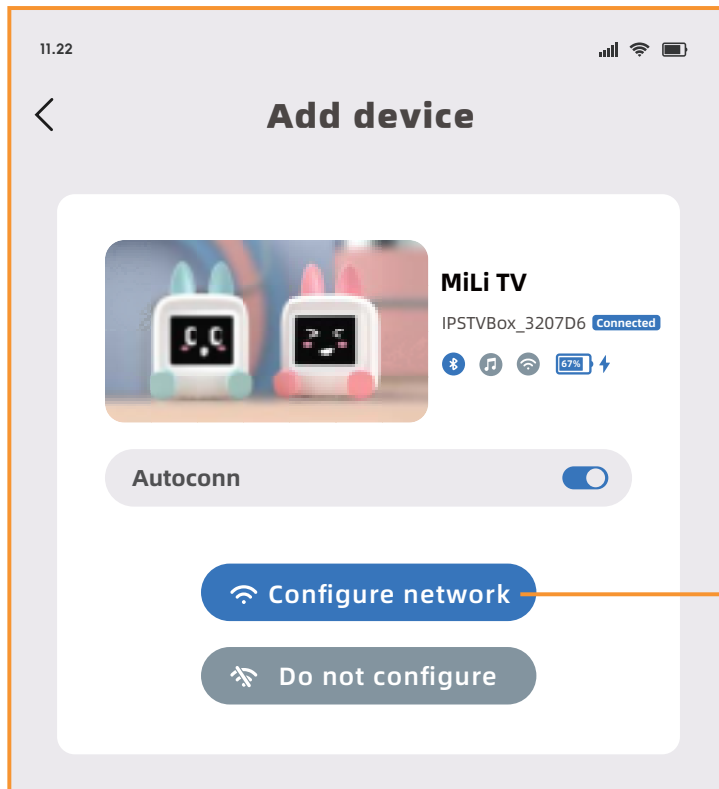 11.22
Add device
MiLi TV
IPSTVBox_3207D6 Connected
67%
Autoconn
Configure network
Do not configure